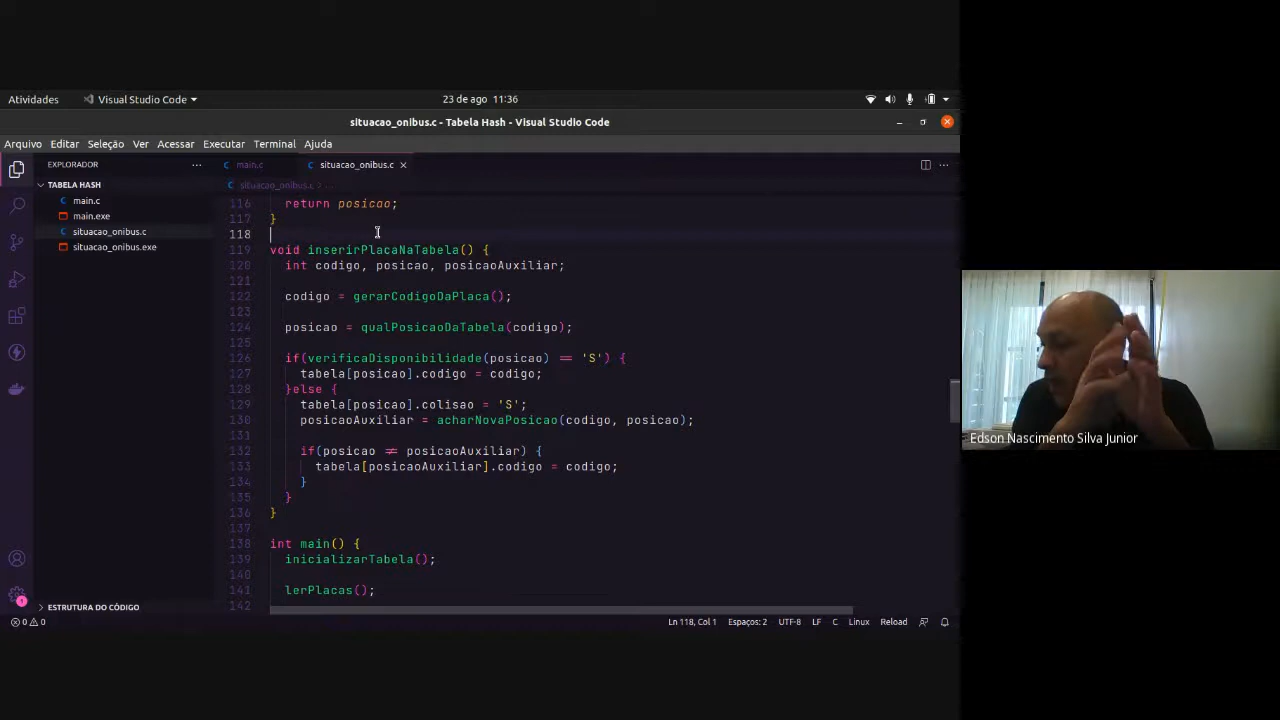 Atividades
Visual Studio Code
23 de ago 11:36
situacao_onibus.c - Tabela Hash - Visual Studio Code
Arquivo Editar Seleção Ver Acessar Executar Terminal Ajuda
EXPLORADOR
TABELA HASH
C main.c
main.exe
C situacao_onibus.c
situacao_onibus.exe
ESTRUTURA DO CÓDIGO
C main.c
C situacao_onibus.c
C situacao_onibus.c
116 return posicao;
117 }
118
119 void inserirPlacaNaTabela() {
120 int codigo, posicao, posicaoAuxiliar;
121
122 codigo = gerarCodigoDaPlaca();
123
124 posicao = qualPosicaoDaTabela(codigo);
125
126 if(verificaDisponibilidade(posicao) == 'S') {
127 tabela[posicao].codigo = codigo;
128 }else {
129 tabela[posicao].colisao = 'S';
130 posicaoAuxiliar = acharNovaPosicao(codigo, posicao);
131
132 if(posicao ≠ posicaoAuxiliar) {
133 tabela[posicaoAuxiliar].codigo = codigo;
134 }
135 }
136 }
137
138 int main() {
139 inicializarTabela();
140
141 lerPlacas();
142
1
0 0
Ln 118, Col 1 Espaços: 2 UTF-8 LF C Linux Reload
Edson Nascimento Silva Junior